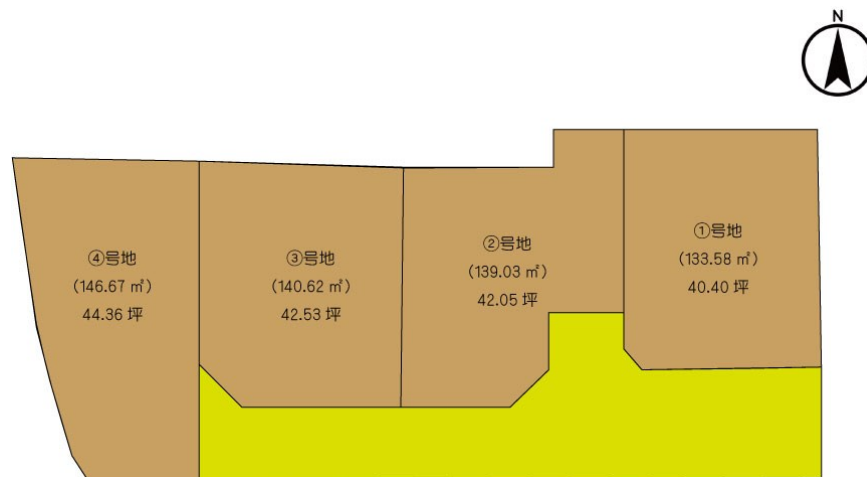 N
④号地
(146.67 ㎡)
44.36 坪
③号地
(140.62 ㎡)
42.53 坪
②号地
(139.03 ㎡)
42.05 坪
①号地
(133.58 ㎡)
40.40 坪